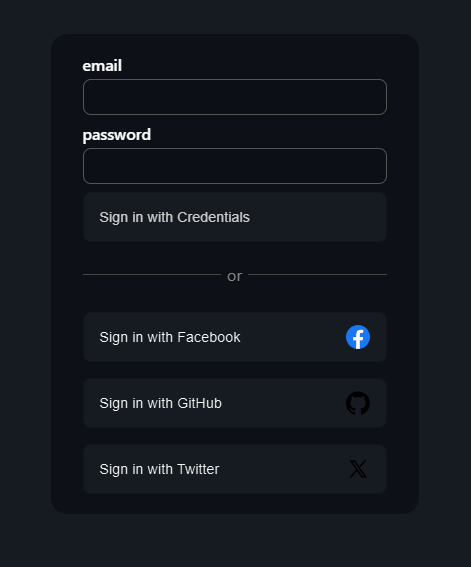 email
password
Sign in with Credentials
or
Sign in with Facebook
Sign in with GitHub
Sign in with Twitter